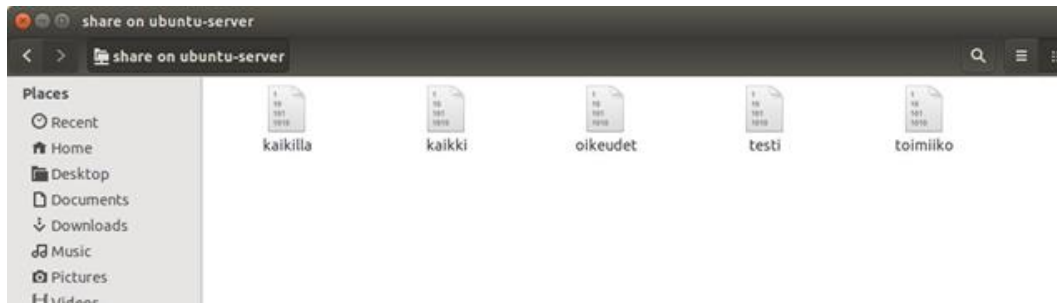 share on ubuntu-server
share on ubuntu-server
Places
Recent
Home
Desktop
Documents
Downloads
Music
Pictures
Videos
kaikilla kaikki oikeudet testi toimiiko